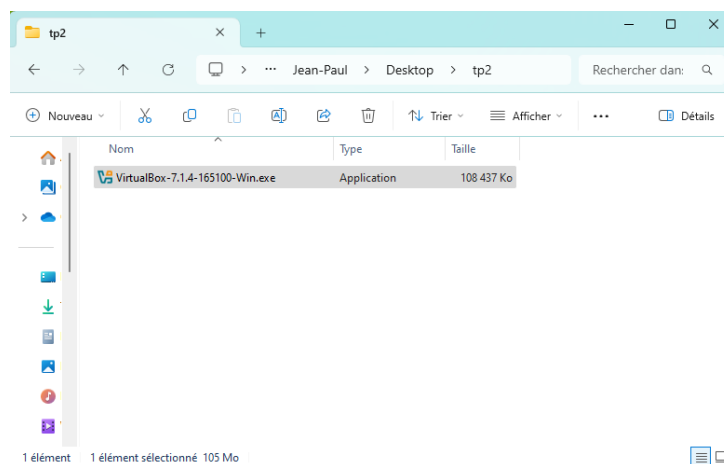 tp2
Jean-Paul > Desktop > tp2
Rechercher dan:
Nouveau
Trier
Afficher
Détails
Nom Type Taille
VirtualBox-7.1.4-165100-Win.exe Application 108 437 Ko
1 élément 1 élément sélectionné 105 Mo